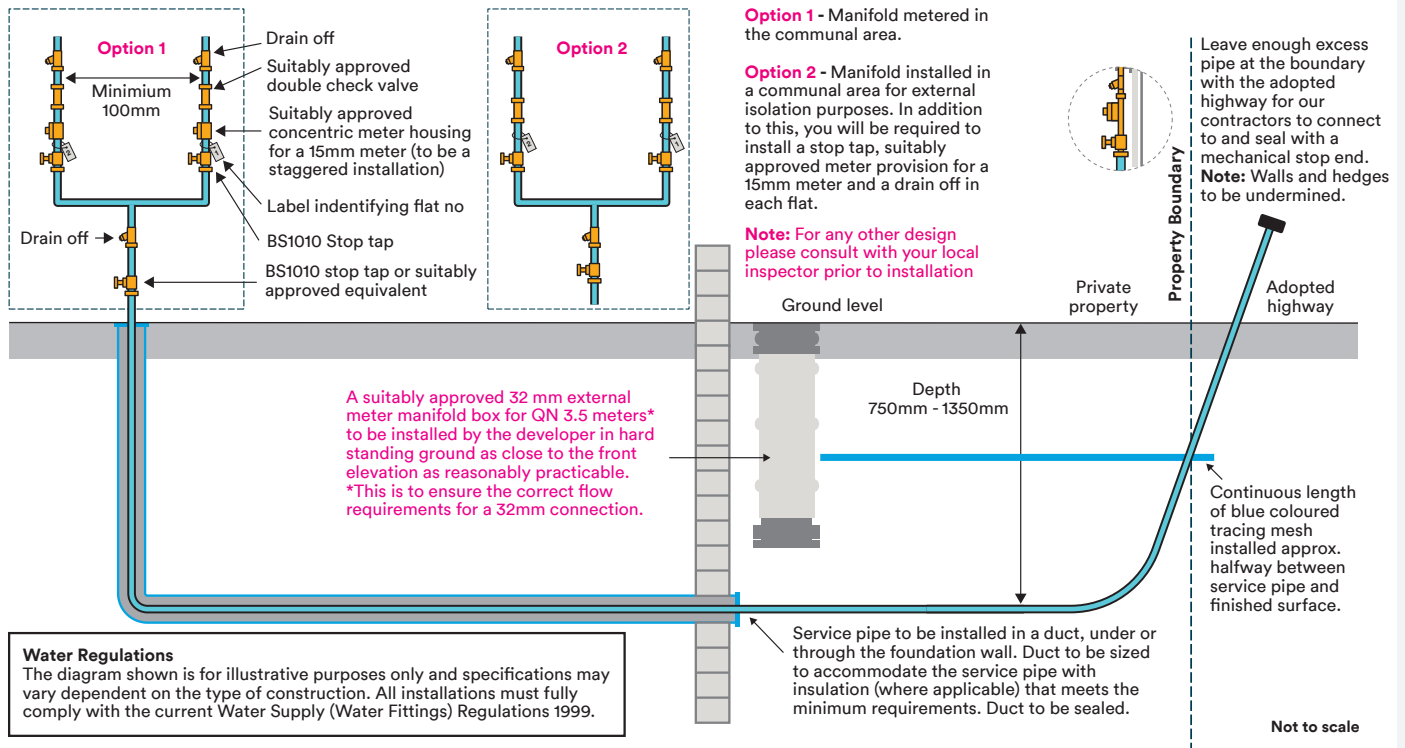 Option 1
Minimum
100mm
Drain off
Suitably approved
double check valve
Suitably approved
concentric meter housing
for a 15mm meter (to be a
staggered installation)
Label indentifying flat no
BS1010 Stop tap
Drain off
BS1010 stop tap or suitably
approved equivalent
Option 2
Option 1 - Manifold metered in
the communal area.
Option 2 - Manifold installed in
a communal area for external
isolation purposes. In addition
to this, you will be required to
install a stop tap, suitably
approved meter provision for a
15mm meter and a drain off in
each flat.
Note: For any other design
please consult with your local
inspector prior to installation
Leave enough excess
pipe at the boundary
with the adopted
highway for our
contractors to connect
to and seal with a
mechanical stop end.
Note: Walls and hedges
to be undermined.
Property Boundary
Ground level
Private
property
Adopted
highway
A suitably approved 32 mm external
meter manifold box for QN 3.5 meters*
to be installed by the developer in hard
standing ground as close to the front
elevation as reasonably practicable.
*This is to ensure the correct flow
requirements for a 32mm connection.
Depth
750mm - 1350mm
Continuous length
of blue coloured
tracing mesh
installed approx.
halfway between
service pipe and
finished surface.
Service pipe to be installed in a duct, under or
through the foundation wall. Duct to be sized
to accommodate the service pipe with
insulation (where applicable) that meets the
minimum requirements. Duct to be sealed.
Water Regulations
The diagram shown is for illustrative purposes only and specifications may
vary dependent on the type of construction. All installations must fully
comply with the current Water Supply (Water Fittings) Regulations 1999.
Not to scale